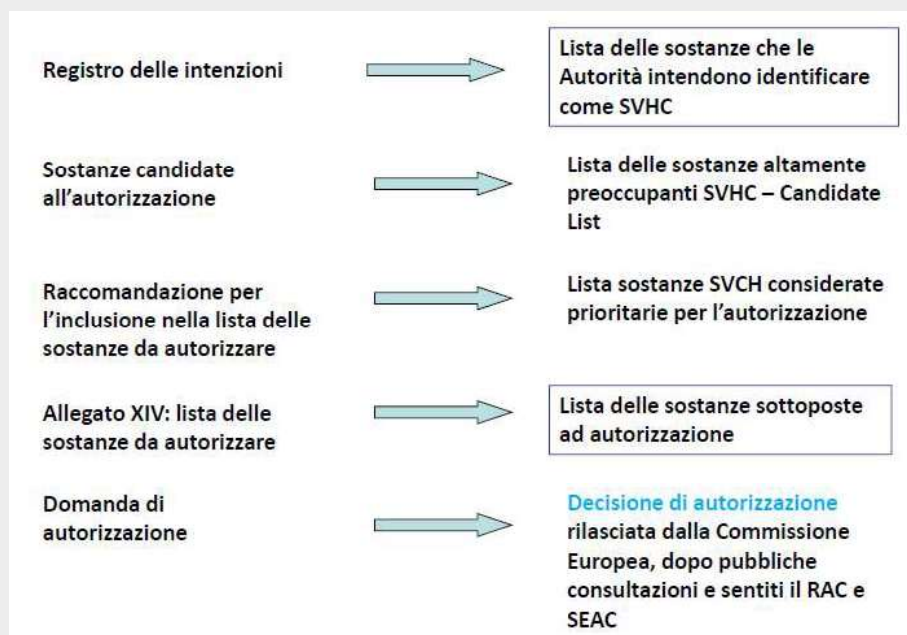 Registro delle intenzioni
Lista delle sostanze che le
Autorità intendono identificare
come SVHC
Sostanze candidate
all'autorizzazione
Lista delle sostanze altamente
preoccupanti SVHC – Candidate
List
Raccomandazione per
l'inclusione nella lista delle
sostanze da autorizzare
Lista sostanze SVCH considerate
prioritarie per l'autorizzazione
Allegato XIV: lista delle
sostanze da autorizzare
Lista delle sostanze sottoposte
ad autorizzazione
Domanda di
autorizzazione
Decisione di autorizzazione
rilasciata dalla Commissione
Europea, dopo pubbliche
consultazioni e sentiti il RAC e
SEAC